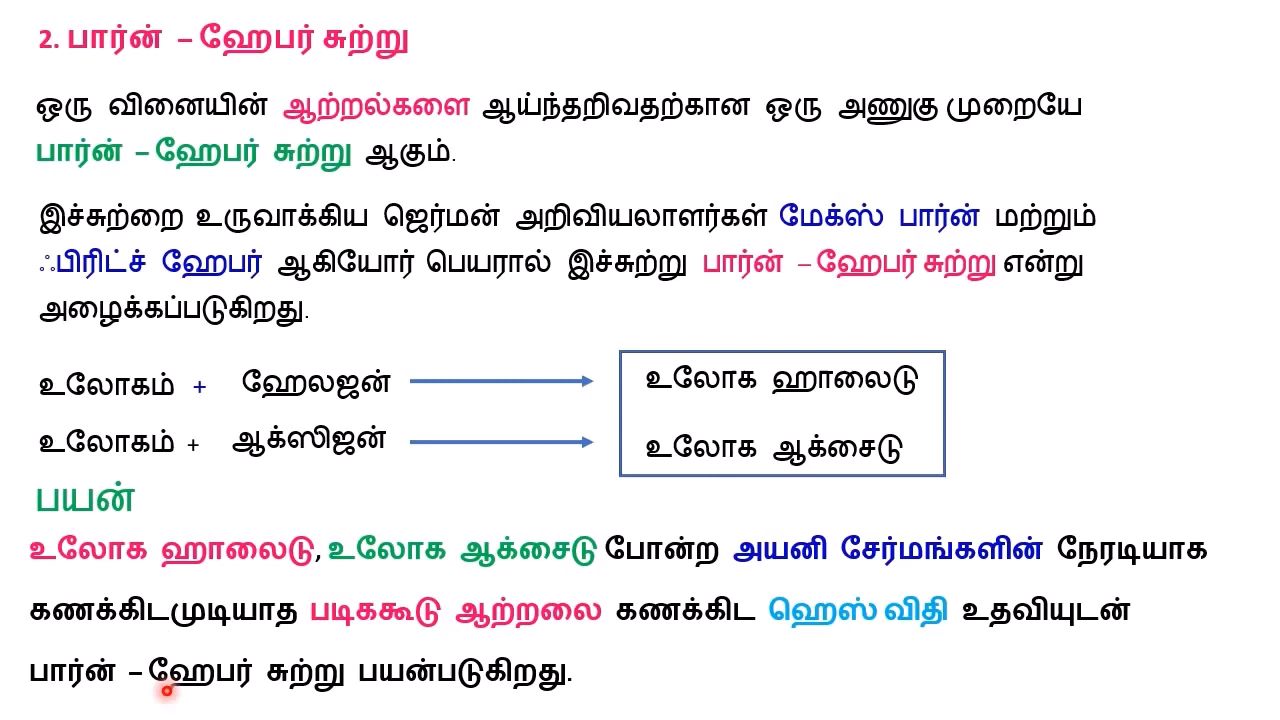 2. பார்ன் – ஹேபர் சுற்று
ஒரு வினையின் ஆற்றல்களை ஆய்ந்தறிவதற்கான ஒரு அணுகு முறையே
பார்ன் – ஹேபர் சுற்று ஆகும்.
இச்சுற்றை உருவாக்கிய ஜெர்மன் அறிவியலாளர்கள் மேக்ஸ் பார்ன் மற்றும்
ஃபிரிட்ச் ஹேபர் ஆகியோர் பெயரால் இச்சுற்று பார்ன் – ஹேபர் சுற்று என்று
அழைக்கப்படுகிறது.
உலோகம் + ஹேலஜன் உலோக ஹாலைடு
உலோகம் + ஆக்ஸிஜன் உலோக ஆக்சைடு
பயன்
உலோக ஹாலைடு, உலோக ஆக்சைடு போன்ற அயனி சேர்மங்களின் நேரடியாக
கணக்கிடமுடியாத படிககூடு ஆற்றலை கணக்கிட ஹெஸ் விதி உதவியுடன்
பார்ன் – ஹேபர் சுற்று பயன்படுகிறது.